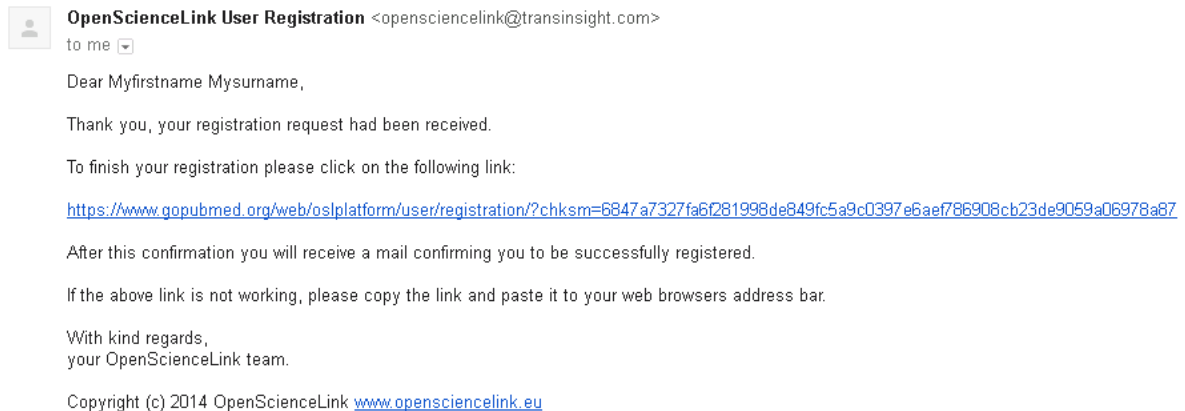 OpenScienceLink User Registration <opensciencelink@transinsight.com>
to me
Dear Myfirstname Mysurname,
Thank you, your registration request had been received.
To finish your registration please click on the following link:
https://www.gopubmed.org/web/oslplatform/user/registration/?chksm=6847a7327fa6f281998de849fc5a9c0397e6aef786908cb23de9059a06978a87
After this confirmation you will receive a mail confirming you to be successfully registered.
If the above link is not working, please copy the link and paste it to your web browsers address bar.
With kind regards,
your OpenScienceLink team.
Copyright (c) 2014 OpenScienceLink www.opensciencelink.eu